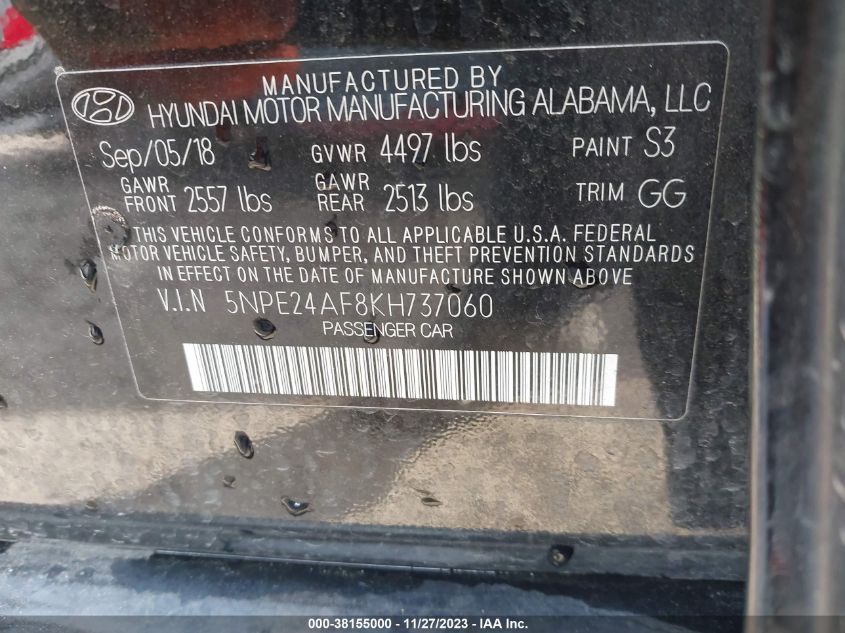 MANUFACTURED BY
HYUNDAI MOTOR MANUFACTURING ALABAMA, LLC
Sep/05/18 GVWR 4497 lbs PAINT S3
GAWR FRONT 2557 lbs GAWR REAR 2513 lbs TRIM GG
THIS VEHICLE CONFORMS TO ALL APPLICABLE U.S.A. FEDERAL
MOTOR VEHICLE SAFETY, BUMPER, AND THEFT PREVENTION STANDARDS
IN EFFECT ON THE DATE OF MANUFACTURE SHOWN ABOVE.
V.I.N 5NPE24AF8KH737060
PASSENGER CAR
000-38155000 - 11/27/2023 - IAA Inc.